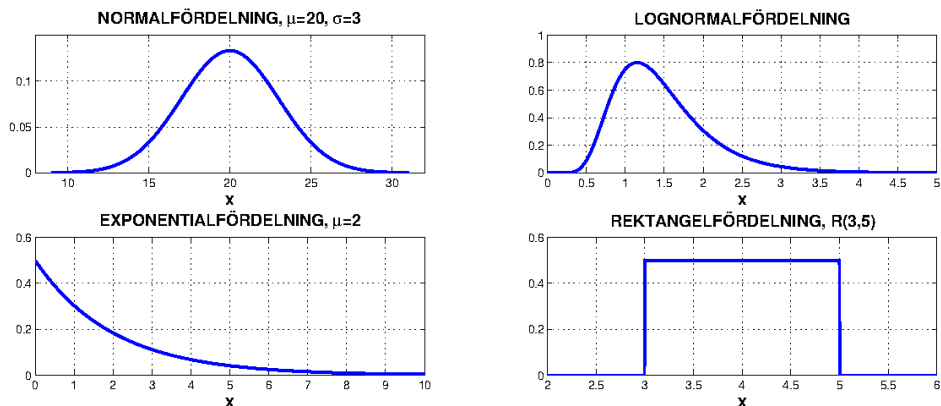 NORMALFÖRDELNING, μ=20, σ=3
0.1
0.05
0
10 15 20 25 30
X
LOGNORMALFÖRDELNING
1
0.8
0.6
0.4
0.2
0
0 0.5 1 1.5 2 2.5 3 3.5 4 4.5 5
X
EXPONENTIALFÖRDELNING, μ=2
0.6
0.4
0.2
0
0 1 2 3 4 5 6 7 8 9 10
X
REKTANGELFÖRDELNING, R(3,5)
0.6
0.4
0.2
0
2 2.5 3 3.5 4 4.5 5 5.5 6
X